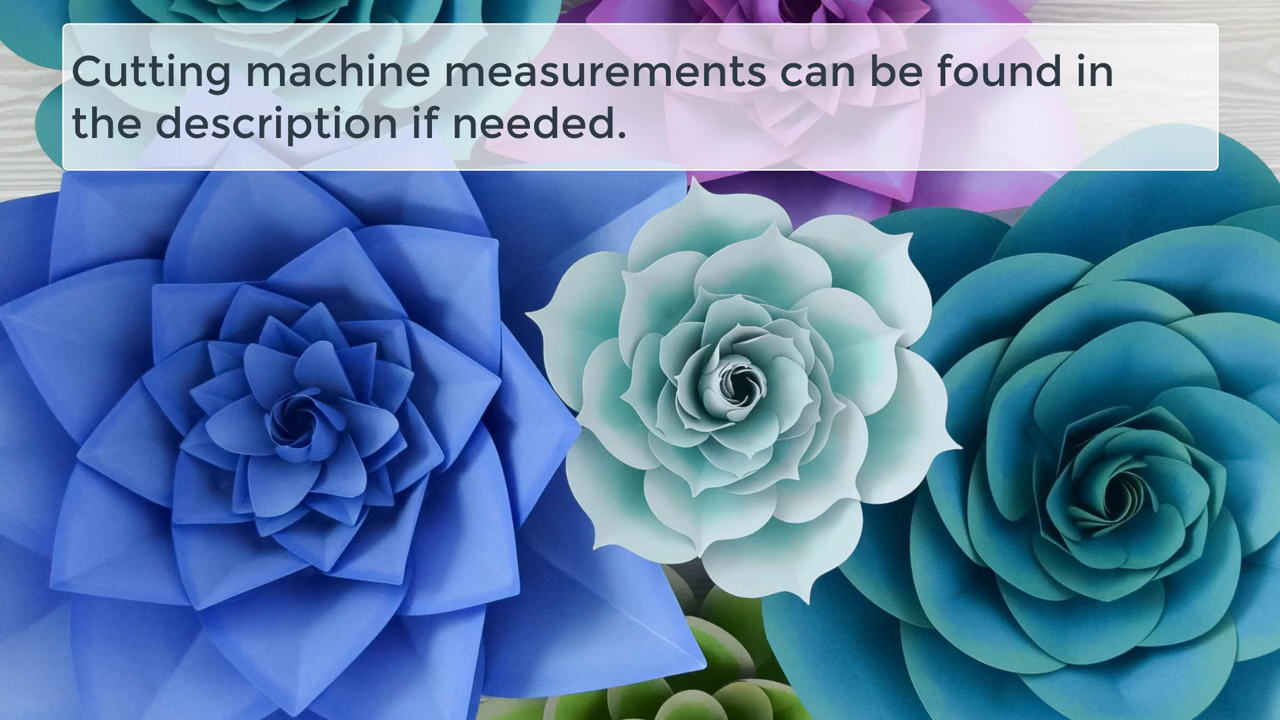 Cutting machine measurements can be found in
the description if needed.